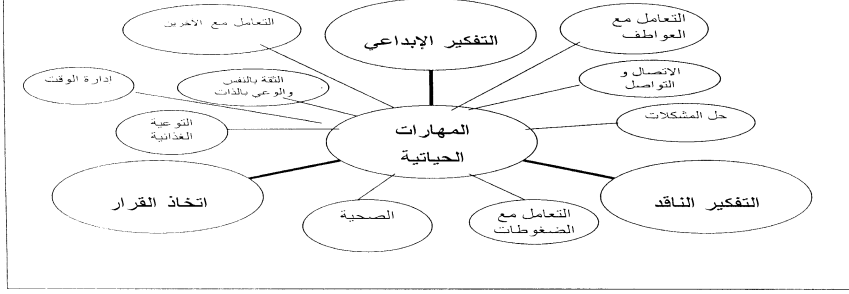 التعامل مع
العواطف
التفكير الإبداعي
التعامل مع الاخرين
الاتصال و
التواصل
الثقة بالنفس
والوعي بالذات
ادارة الوقت
حل المشكلات
المهارات
الحياتية
التوعية
الغذائية
التفكير الناقد
اتخاذ القرار
التعامل مع
الضغوطات
الصحية